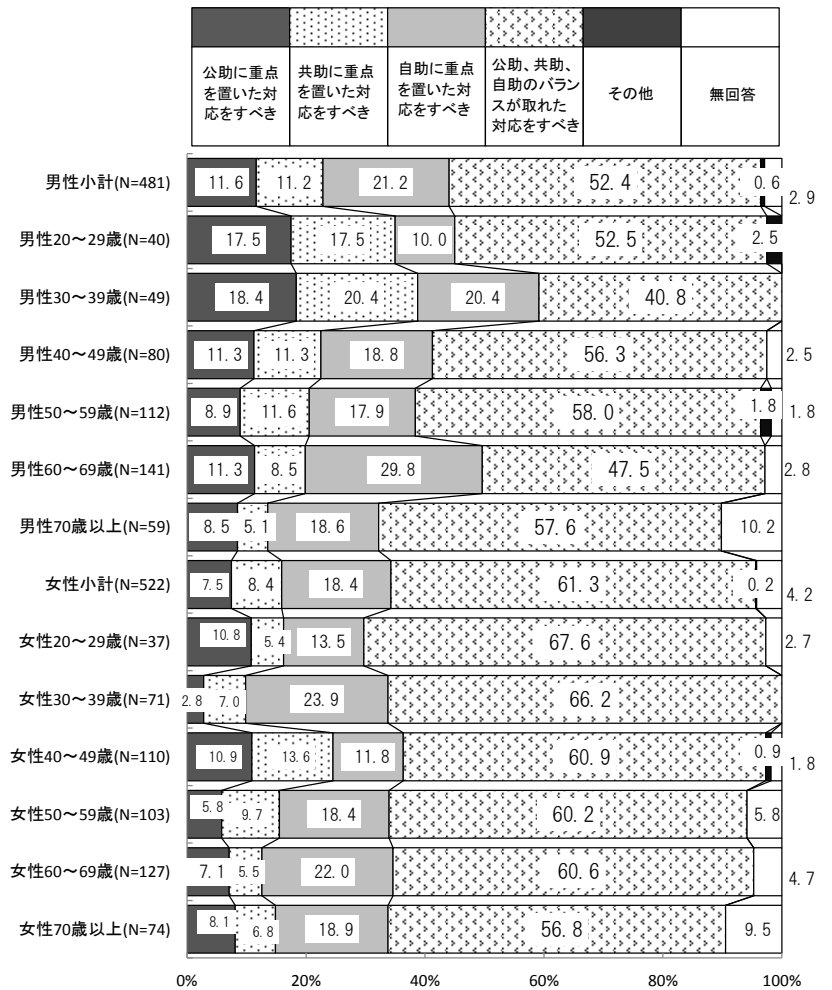 公助に重点
を置いた対
応をすべき
共助に重点
を置いた対
応をすべき
自助に重点
を置いた対
応をすべき
公助、共助、
自助のバラン
スが取れた
対応をすべき
その他
無回答
男性小計(N=481)
11.6 11.2 21.2 52.4 0.6 2.9
男性20～29歳(N=40)
17.5 17.5 10.0 52.5 2.5
男性30～39歳(N=49)
18.4 20.4 20.4 40.8
男性40～49歳(N=80)
11.3 11.3 18.8 56.3 2.5
男性50～59歳(N=112)
8.9 11.6 17.9 58.0 1.8 1.8
男性60～69歳(N=141)
11.3 8.5 29.8 47.5 2.8
男性70歳以上(N=59)
8.5 5.1 18.6 57.6 10.2
女性小計(N=522)
7.5 8.4 18.4 61.3 0.2 4.2
女性20～29歳(N=37)
10.8 5.4 13.5 67.6 2.7
女性30～39歳(N=71)
2.8 7.0 23.9 66.2
女性40～49歳(N=110)
10.9 13.6 11.8 60.9 0.9 1.8
女性50～59歳(N=103)
5.8 9.7 18.4 60.2 5.8
女性60～69歳(N=127)
7.1 5.5 22.0 60.6 4.7
女性70歳以上(N=74)
8.1 6.8 18.9 56.8 9.5
0% 20% 40% 60% 80% 100%